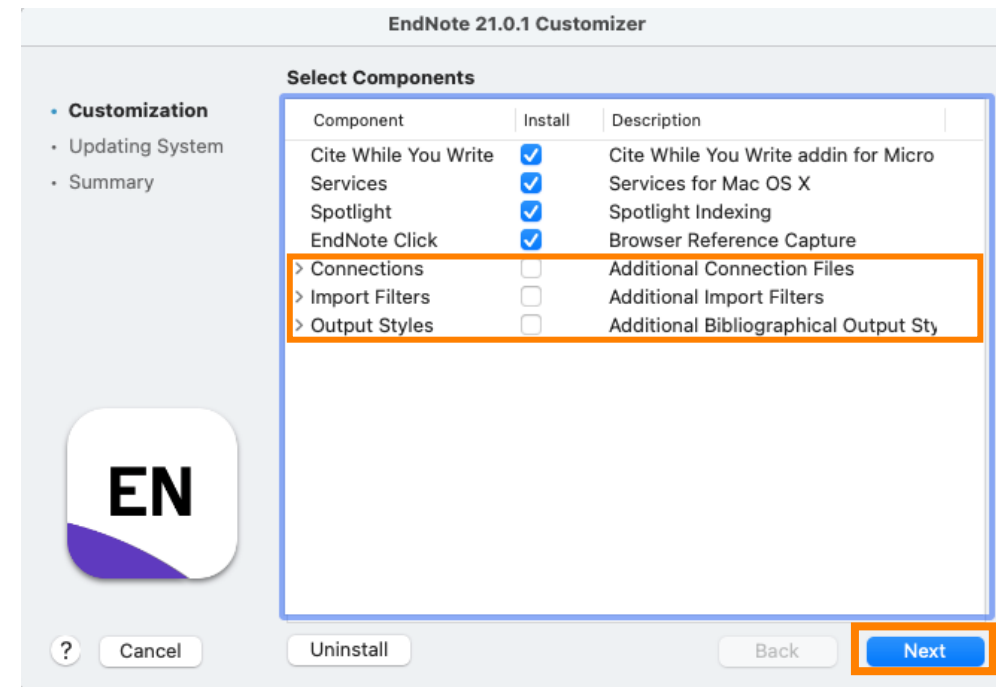 EndNote 21.0.1 Customizer
Select Components
• Customization
• Updating System
• Summary
Component Install Description
Cite While You Write Cite While You Write addin for Micro
Services Services for Mac OS X
Spotlight Spotlight Indexing
EndNote Click Browser Reference Capture
> Connections Additional Connection Files
> Import Filters Additional Import Filters
> Output Styles Additional Bibliographical Output Sty
EN
? Cancel Uninstall Back Next